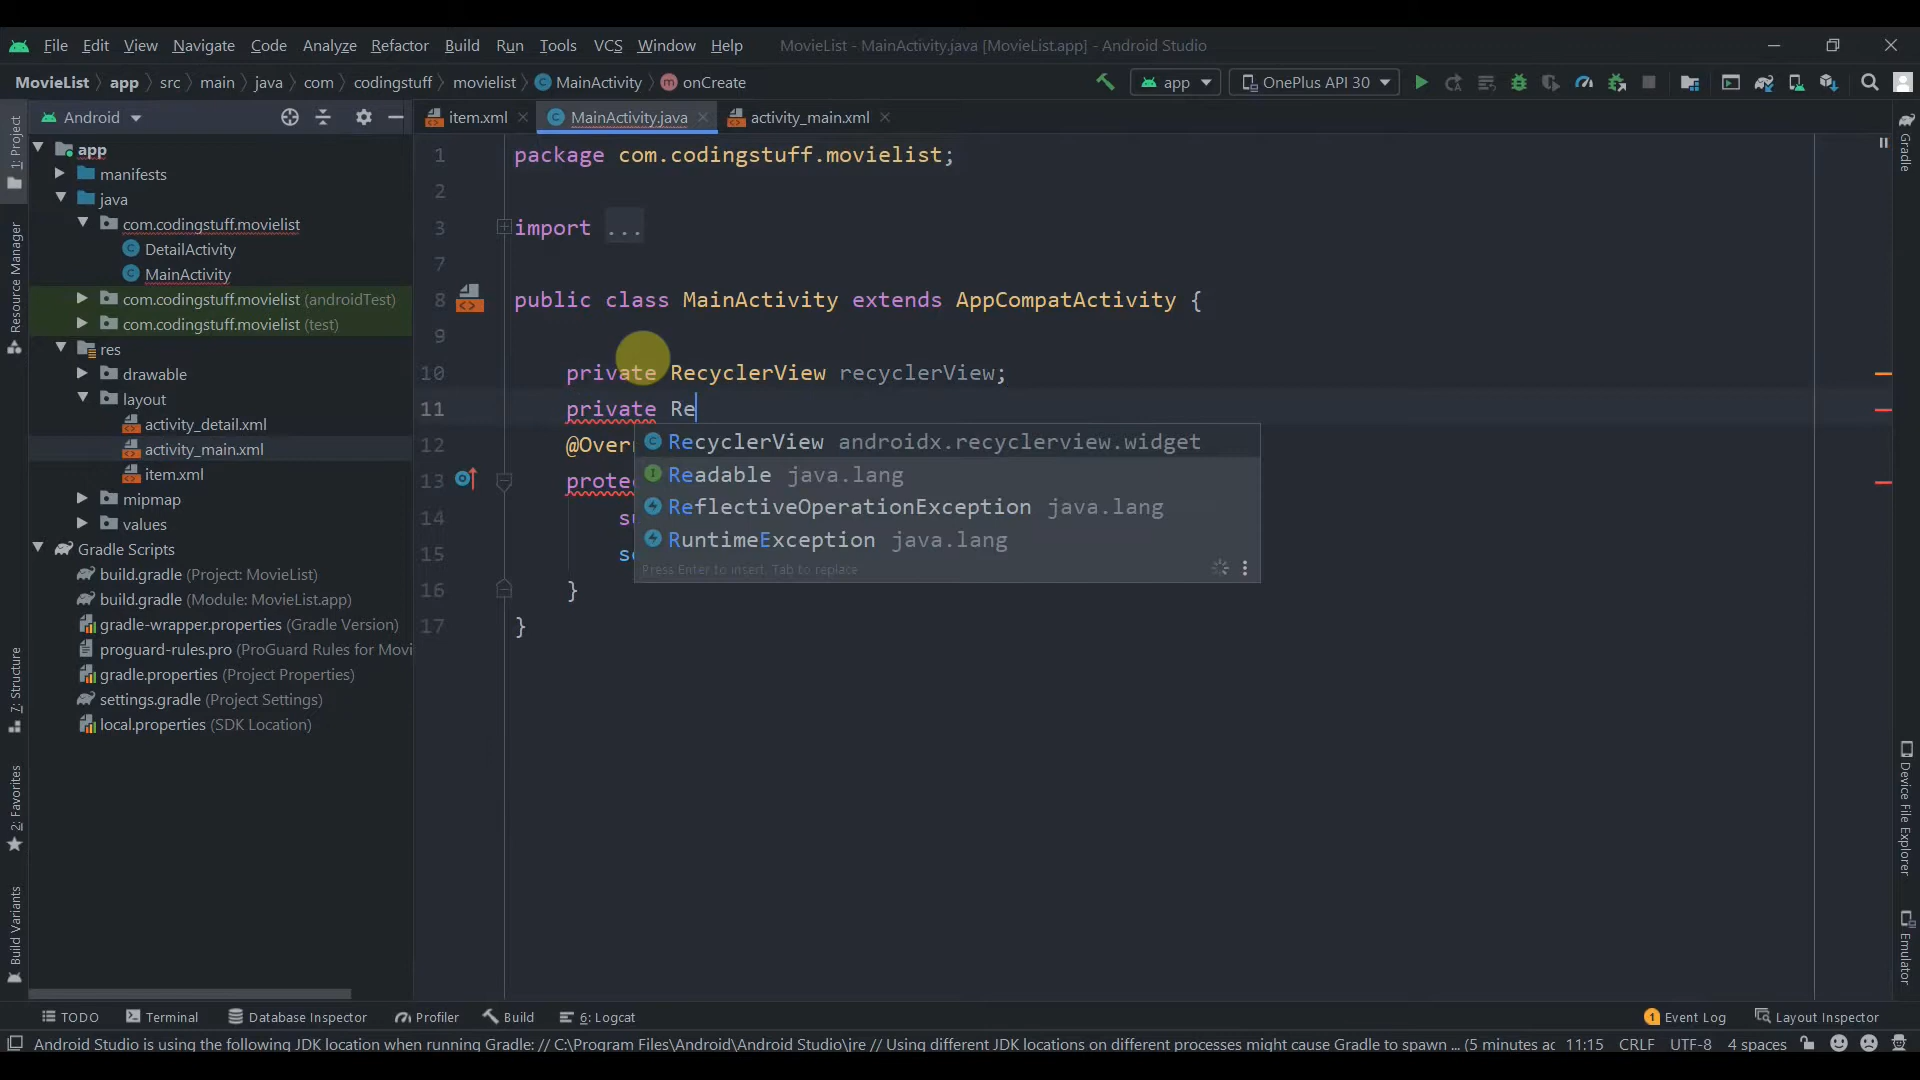 File Edit View Navigate Code Analyze Refactor Build Run Tools VCS Window Help MovieList - MainActivity.java [MovieList.app] - Android Studio
MovieList app src main java com codingstuff movielist MainActivity onCreate app OnePlus API 30
Android
item.xml MainActivity.java activity_main.xml
1: Project
Resource Manager
7: Structure
2: Favorites
Build Variants
app
manifests
java
com.codingstuff.movielist
DetailActivity
MainActivity
com.codingstuff.movielist (androidTest)
com.codingstuff.movielist (test)
res
drawable
layout
activity_detail.xml
activity_main.xml
item.xml
mipmap
values
Gradle Scripts
build.gradle (Project: MovieList)
build.gradle (Module: MovieList.app)
gradle-wrapper.properties (Gradle Version)
proguard-rules.pro (ProGuard Rules for Movi
gradle.properties (Project Properties)
settings.gradle (Project Settings)
local.properties (SDK Location)
1 package com.codingstuff.movielist;
2
3 import ...
7
8 public class MainActivity extends AppCompatActivity {
9
10 private RecyclerView recyclerView;
11 private Re
12 @Overr
13 prote
14 su
15 se
16 }
17 }
RecyclerView androidx.recyclerview.widget
Readable java.lang
ReflectiveOperationException java.lang
RuntimeException java.lang
Press Enter to insert, Tab to replace
Gradle
Device File Explorer
Emulator
TODO Terminal Database Inspector Profiler Build 6: Logcat 1 Event Log Layout Inspector
Android Studio is using the following JDK location when running Gradle: // C:\Program Files\Android\Android Studio\jre // Using different JDK locations on different processes might cause Gradle to spawn ... (5 minutes ac 11:15 CRLF UTF-8 4 spaces